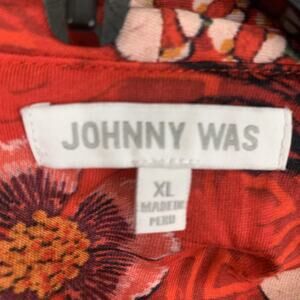 JOHNNY WAS
XL
MADE IN
PERU